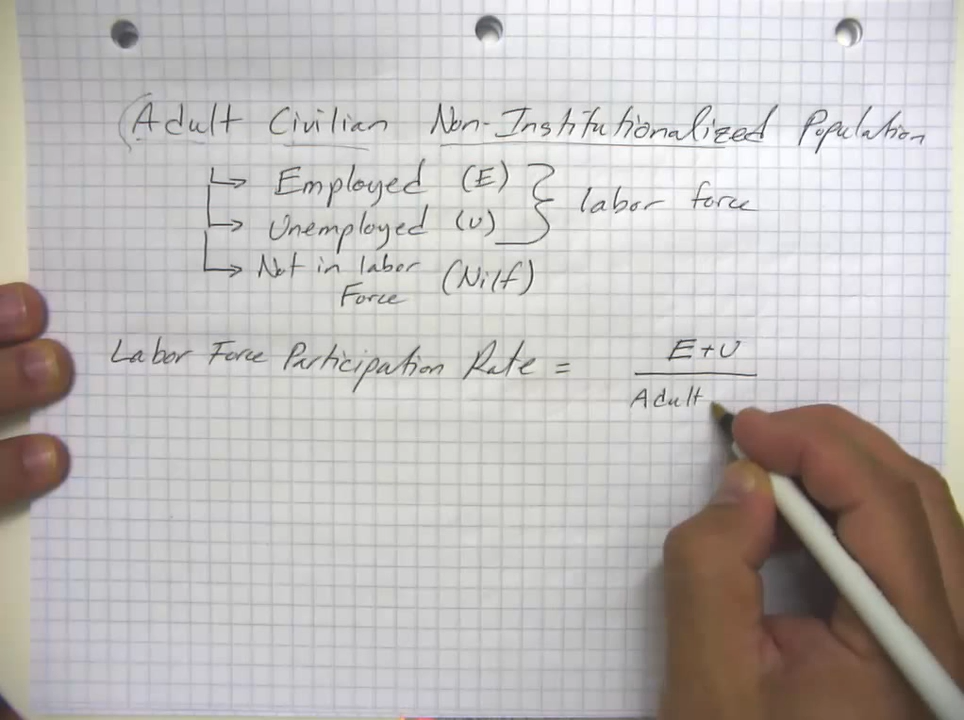 (Adult Civilian Non-Institutionalized Population
Employed (E) } labor force
Unemployed (U)
Not in labor (Nilf)
Force
Labor Force Participation Rate = E+U
Adult